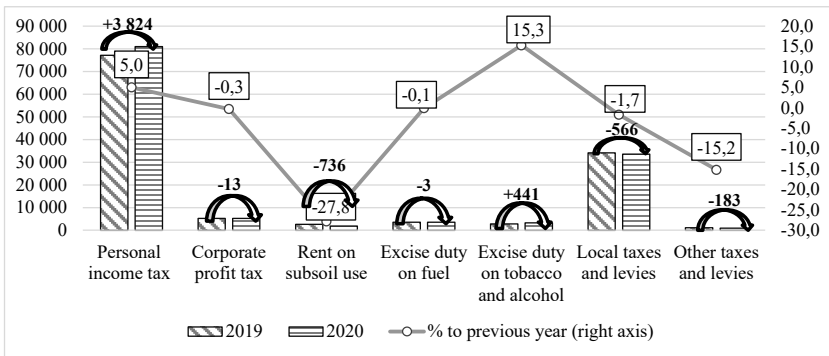 90 000
80 000
70 000
60 000
50 000
40 000
30 000
20 000
10 000
0
+3 824
-13
-736
-3
+441
-566
-183
5,0
-0,3
-27,8
-0,1
15,3
-1,7
-15,2
20,0
15,0
10,0
5,0
0,0
-5,0
-10,0
-15,0
-20,0
-25,0
-30,0
Personal
income tax
Corporate
profit tax
Rent on
subsoil use
Excise duty
on fuel
Excise duty
on tobacco
and alcohol
Local taxes
and levies
Other taxes
and levies
2019
2020
% to previous year (right axis)